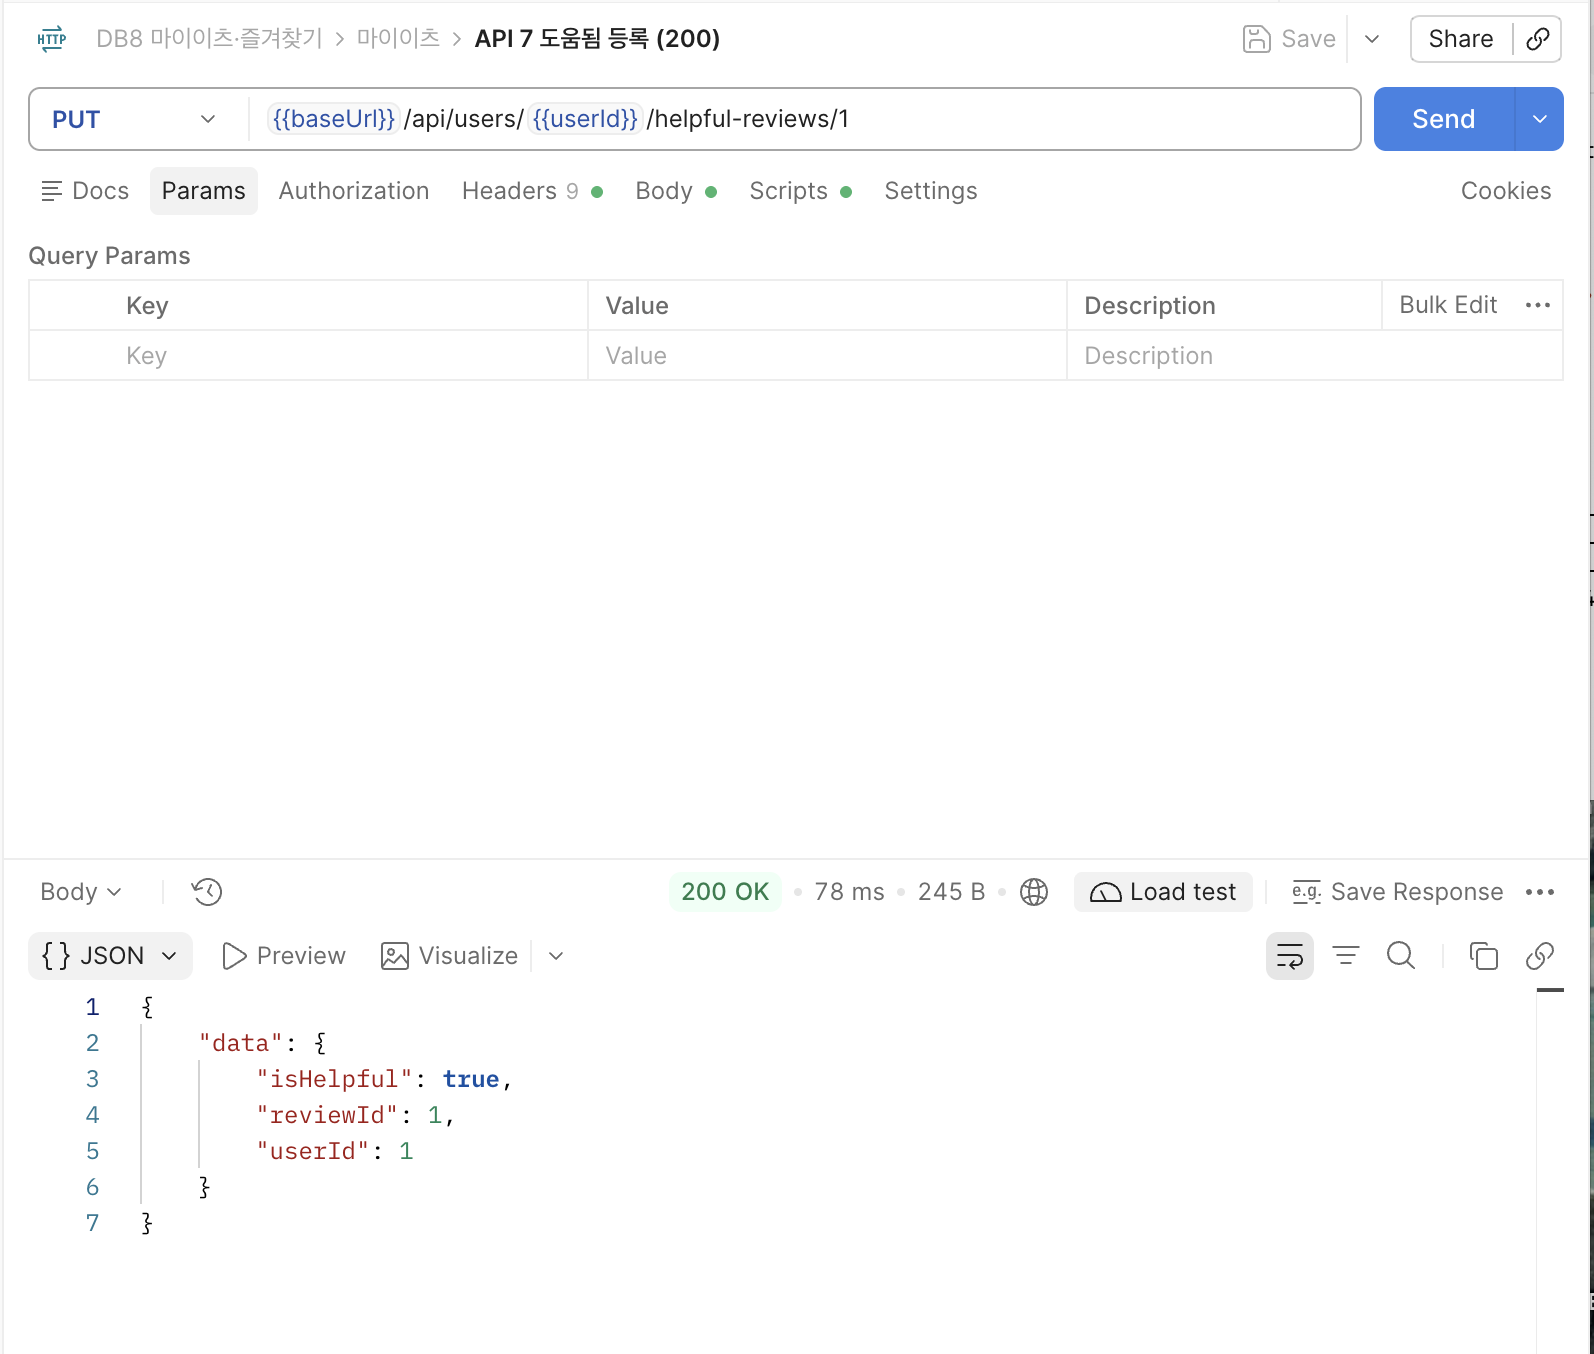 HTTP DB8 마이이츠·즐겨찾기 > 마이이츠 > API 7 도움됨 등록 (200) Save Share
PUT {{baseUrl}} /api/users/ {{userId}} /helpful-reviews/1 Send
Docs Params Authorization Headers 9 Body Scripts Settings Cookies
Query Params
Key Value Description Bulk Edit
Key Value Description
Body 200 OK 78 ms 245 B Load test e.g. Save Response
{ } JSON Preview Visualize
1 {
2 "data": {
3 "isHelpful": true,
4 "reviewId": 1,
5 "userId": 1
6 }
7 }